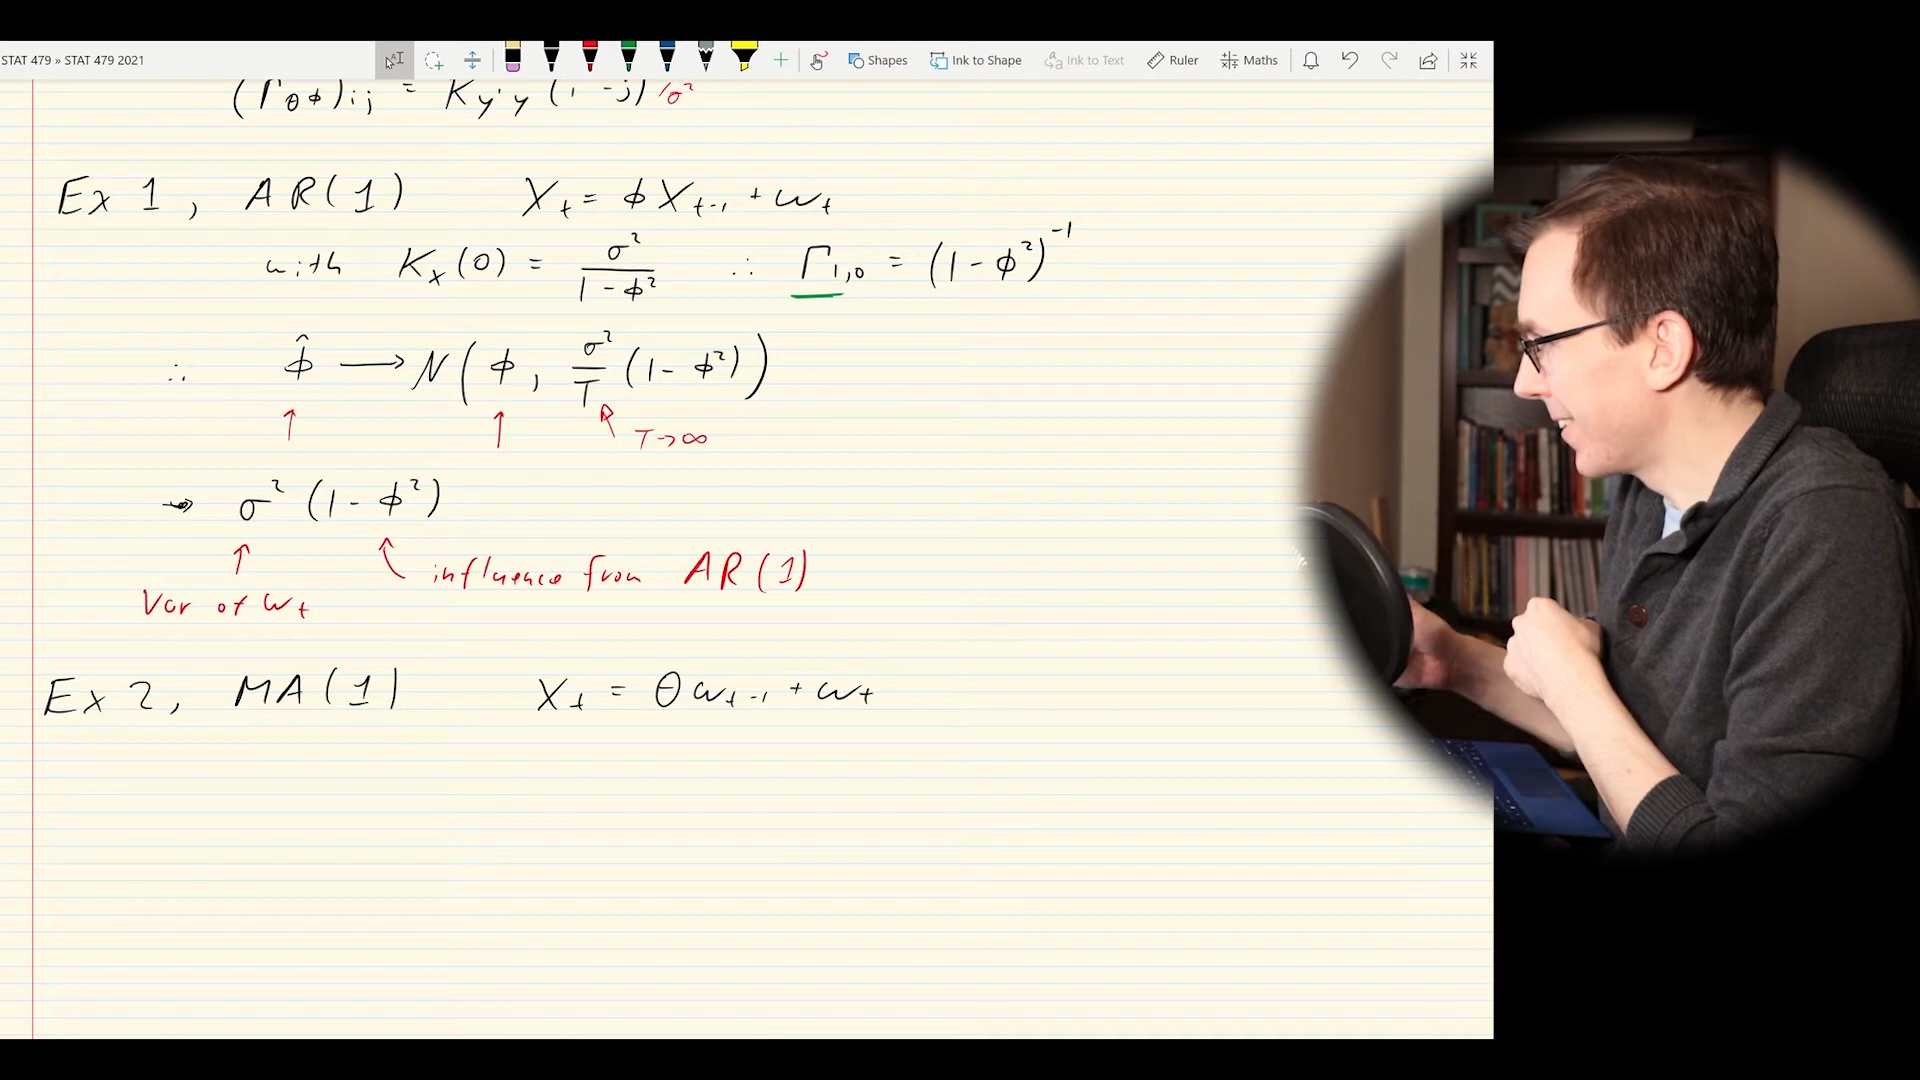 STAT 479 » STAT 479 2021
Shapes Ink to Shape Ink to Text Ruler Maths
(Γθφ)ij = Ky'y (i-j) /σ²
Ex 1, AR(1) Xt = φXt-1 + wt
with Kx(0) = σ²/(1-φ²) ∴ Γ1,0 = (1-φ²)⁻¹
∴ φ̂ → N(φ, σ²/T (1-φ²))
T→∞
→ σ² (1-φ²)
influence from AR(1)
Var of wt
Ex 2, MA(1) Xt = θwt-1 + wt